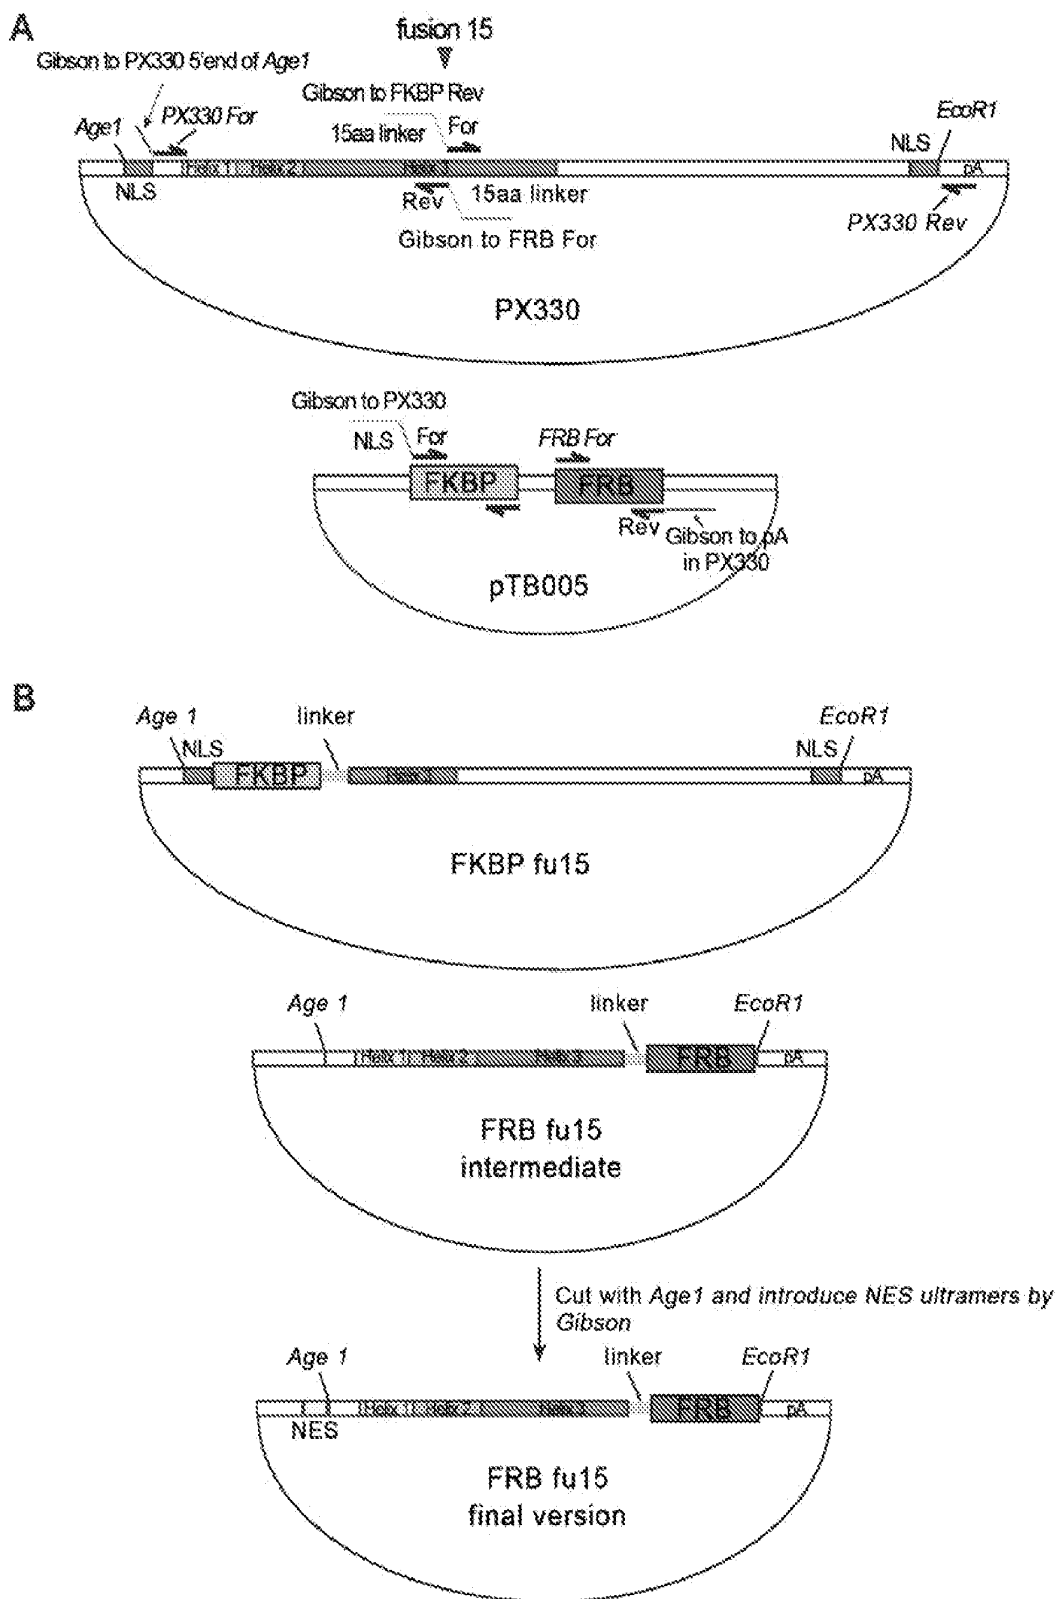 A
fusion 15
Gibson to PX330 5'end of Age1
Gibson to FKBP Rev
PX330 For
15aa linker
For
Age1
EcoR1
NLS
Helix 1
Helix 2
Helix 3
pA
NLS
Rev
15aa linker
PX330 Rev
Gibson to FRB For
PX330
Gibson to PX330
NLS
For
FRB For
FKBP
FRB
Rev
Gibson to pA
in PX330
pTB005
B
Age 1
linker
EcoR1
NLS
NLS
FKBP
Helix 3
pA
FKBP fu15
Age 1
linker
EcoR1
Helix 1
Helix 2
Helix 3
FRB
pA
FRB fu15
intermediate
Cut with Age1 and introduce NES ultramers by
Gibson
Age 1
linker
EcoR1
Helix 1
Helix 2
Helix 3
FRB
pA
NES
FRB fu15
final version